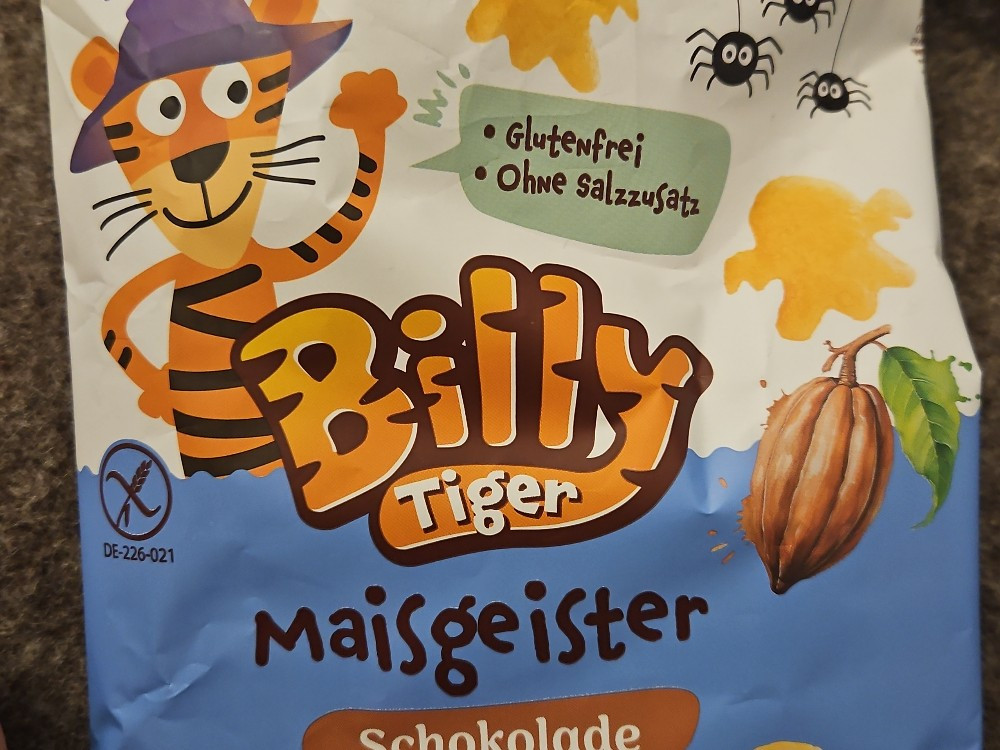 • Glutenfrei
• Ohne Salzzusatz
Billy
Tiger
DE-226-021
Maisgeister
Schokolade